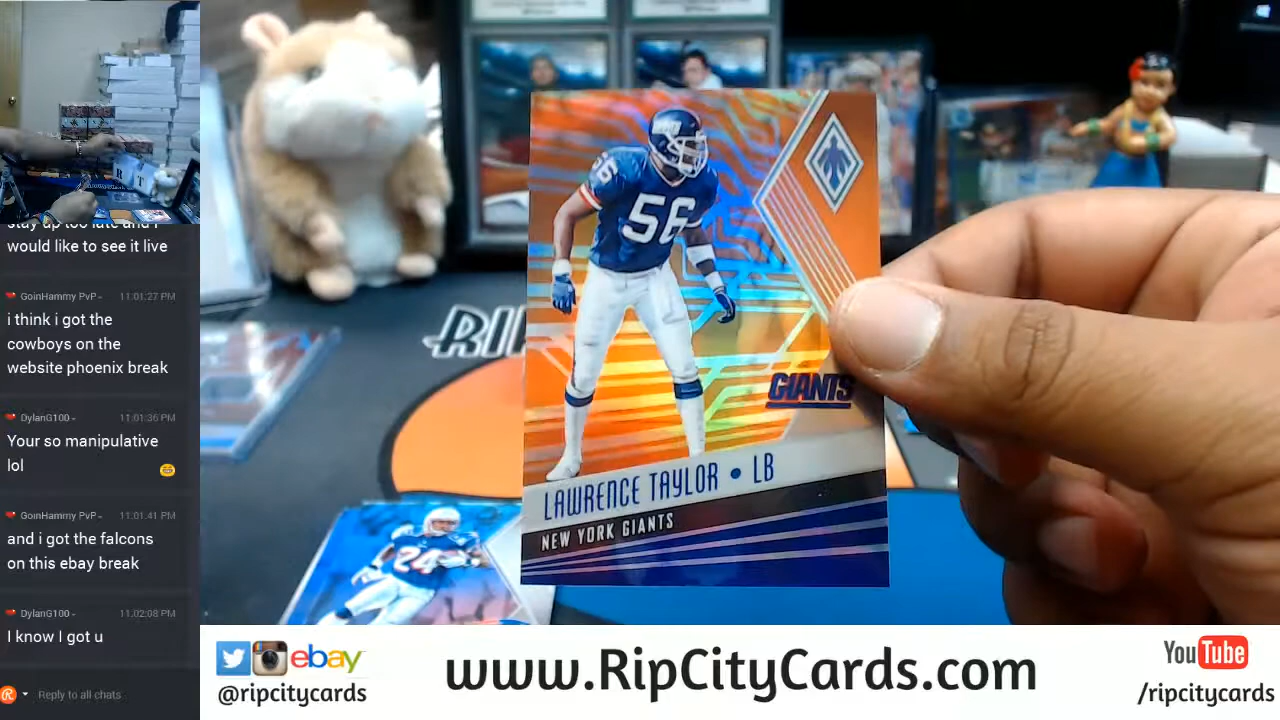 stay up too late and i
would like to see it live
GoinHammy PvP -
11:01:27 PM
i think i got the
cowboys on the
website phoenix break
DylanG100 -
11:01:36 PM
Your so manipulative
lol
GoinHammy PvP -
11:01:41 PM
and i got the falcons
on this ebay break
DylanG100 -
11:02:08 PM
I know I got u
Reply to all chats
56
56
GIANTS
LAWRENCE TAYLOR • LB
NEW YORK GIANTS
24
RIP
ebay
@ripcitycards
www.RipCityCards.com
YouTube
/ripcitycards